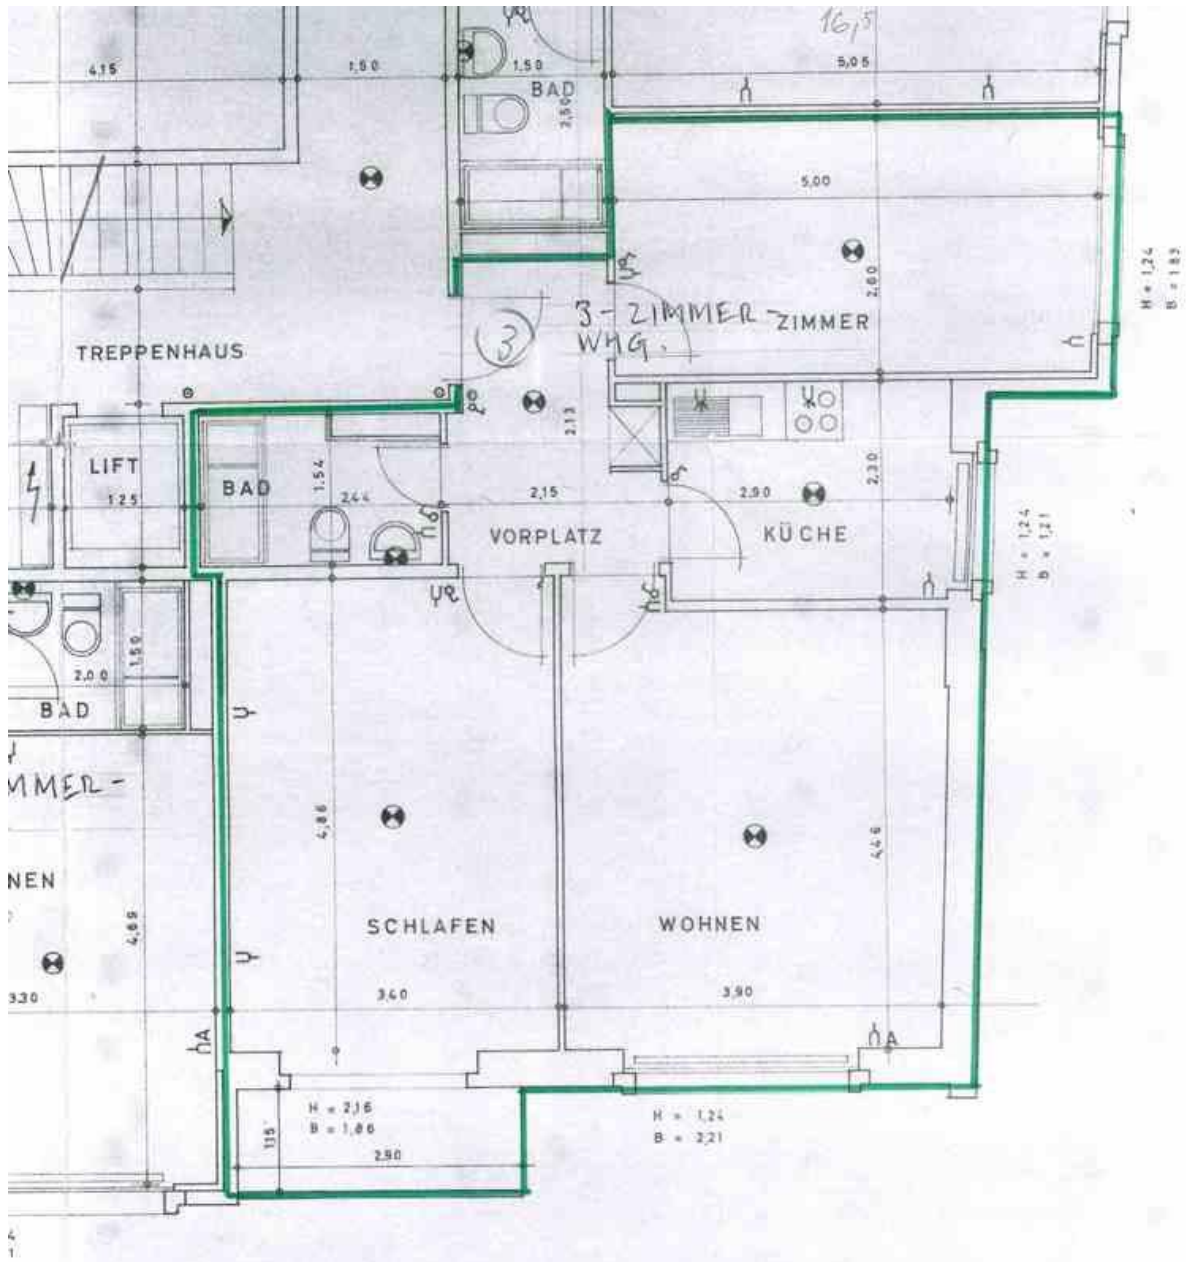 16,5
4,15
1,50
1,50
5,05
BAD
2,50
5,00
H = 1,24
B = 1,83
2,60
3 - ZIMMER -
WHG.
ZIMMER
3
TREPPENHAUS
2,13
LIFT
1,25
BAD
1,54
2,44
2,15
2,90
2,30
VORPLATZ
KÜCHE
H = 1,24
B = 1,21
1,50
2,00
BAD
MMER -
4,86
4,46
NEN
4,69
SCHLAFEN
WOHNEN
3,30
3,40
3,90
A
A
H = 2,16
B = 1,86
H = 1,24
B = 2,21
1,15
2,90